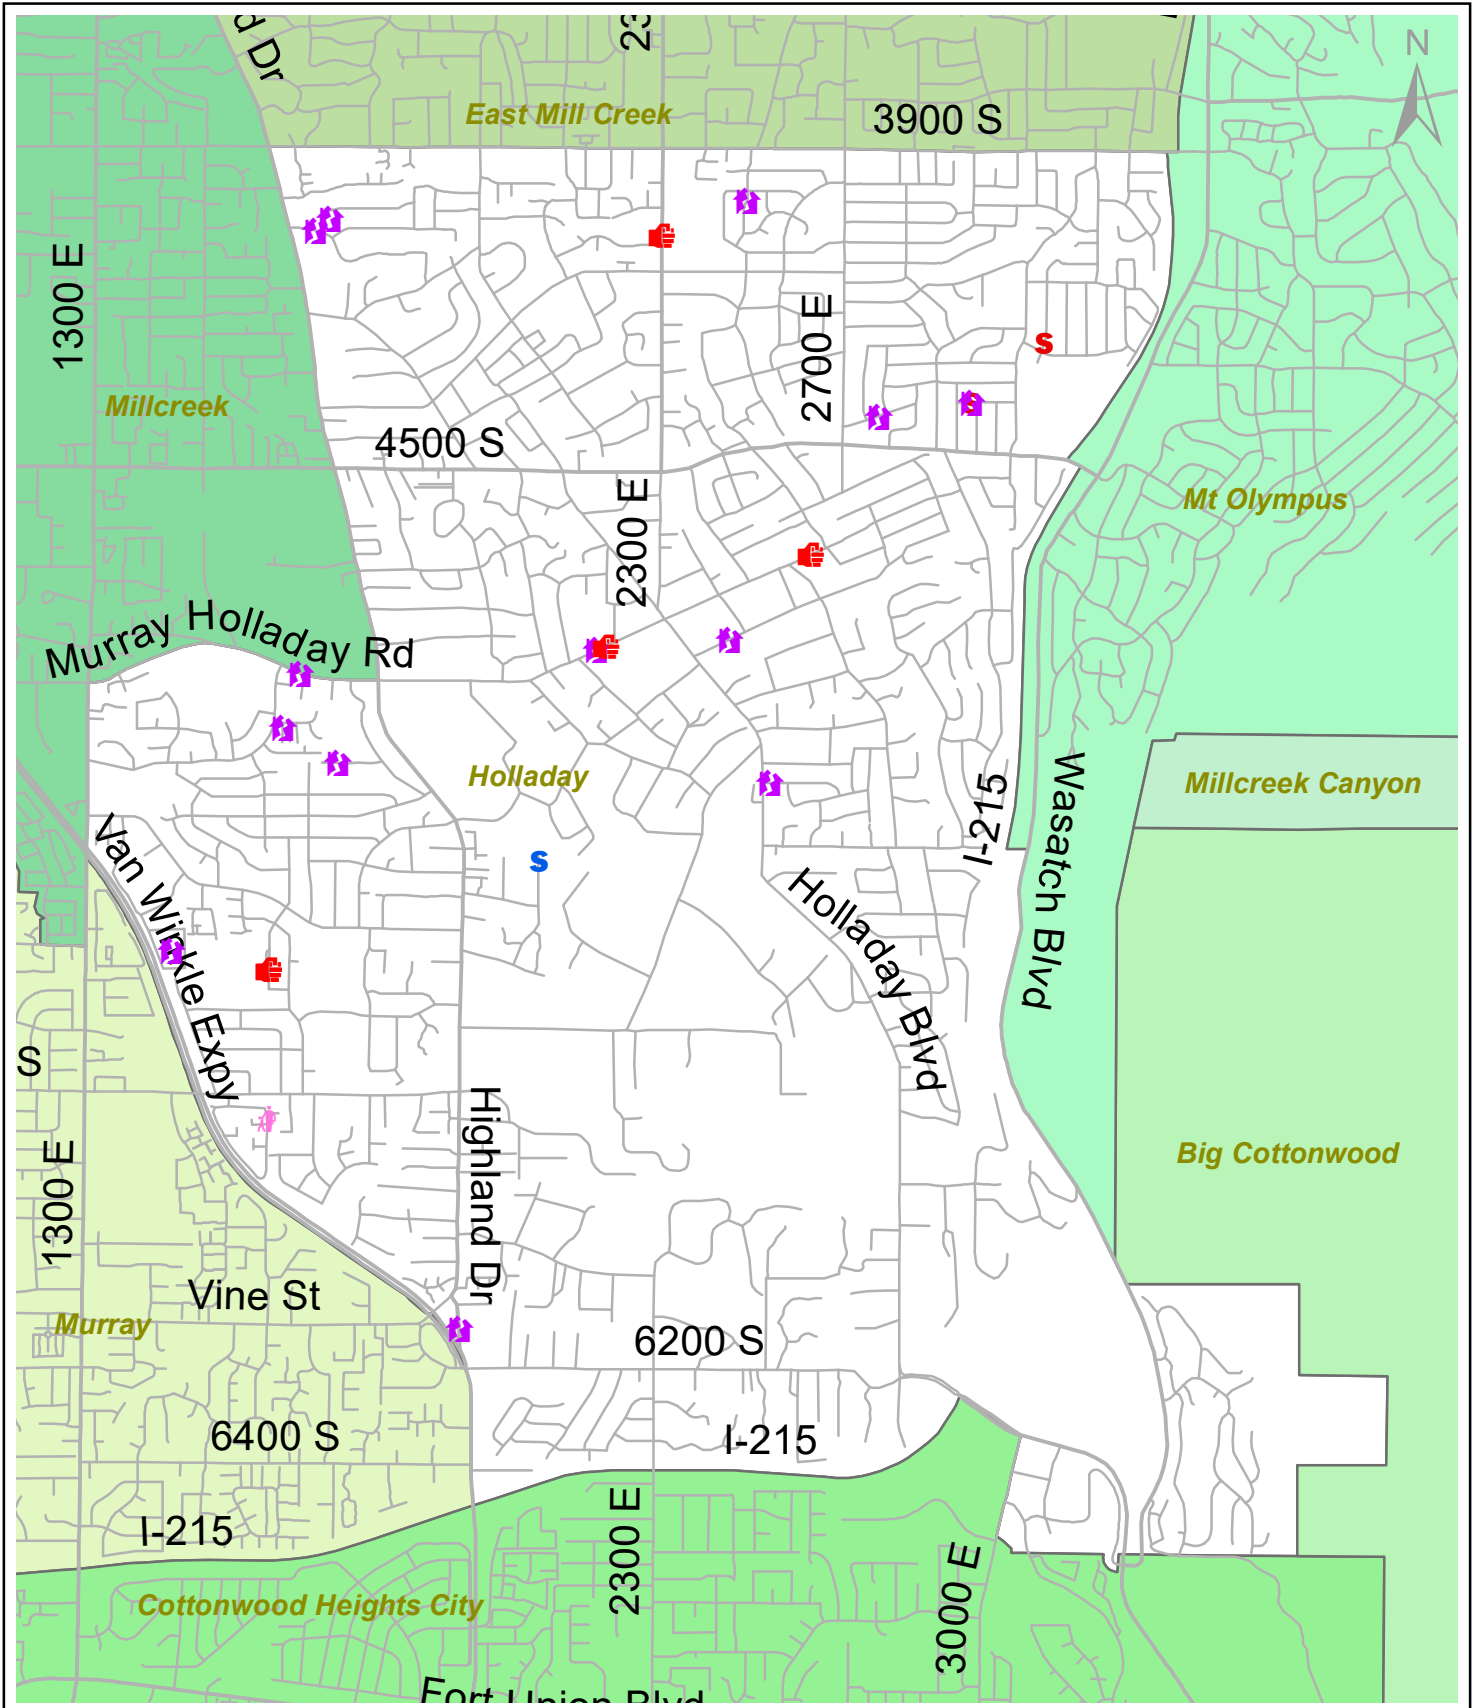 d Dr
23
N
East Mill Creek
3900 S
1300 E
2700 E
Millcreek
4500 S
Mt Olympus
2300 E
Murray Holladay Rd
Holladay
Millcreek Canyon
I-215
Wasatch Blvd
Van Winkle Expy
S
Holladay Blvd
S
S
S
Highland Dr
1300 E
Big Cottonwood
Vine St
Murray
6200 S
6400 S
I-215
I-215
2300 E
3000 E
Cottonwood Heights City
Fort Union Blvd